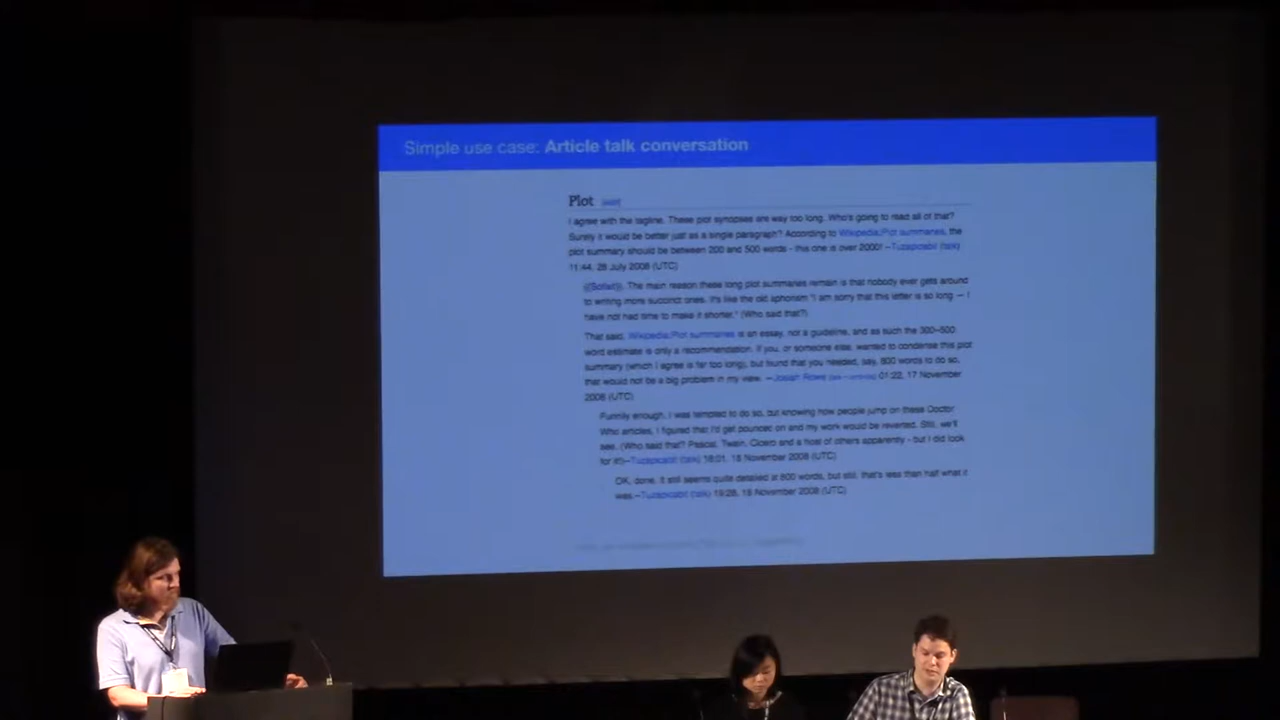 Simple use case: Article talk conversation
Plot [edit]
I agree with the tagline. These plot synopses are way too long. Who's going to read all of that?
Surely it would be better just as a single paragraph? According to Wikipedia:Plot summaries, the
plot summary should be between 200 and 500 words - this one is over 2000! --Tuzapicabit (talk)
11:44, 28 July 2008 (UTC)
{{Sofixit}}. The main reason these long plot summaries remain is that nobody ever gets around
to writing more succinct ones. It's like the old aphorism "I am sorry that this letter is so long — I
have not had time to make it shorter." (Who said that?)
That said, Wikipedia:Plot summaries is an essay, not a guideline, and as such the 300–500
word estimate is only a recommendation. If you, or someone else, wanted to condense this plot
summary (which I agree is far too long), but found that you needed, say, 800 words to do so,
that would not be a big problem in my view. —Josiah Rowe (talk • contribs) 01:22, 17 November
2008 (UTC)
Funnily enough, I was tempted to do so, but knowing how people jump on these Doctor
Who articles, I figured that I'd get pounced on and my work would be reverted. Still, we'll
see. (Who said that? Pascal, Twain, Cicero and a host of others apparently - but I did look
for it!)--Tuzapicabit (talk) 18:01, 18 November 2008 (UTC)
OK, done. It still seems quite detailed at 800 words, but still, that's less than half what it
was.--Tuzapicabit (talk) 19:28, 18 November 2008 (UTC)